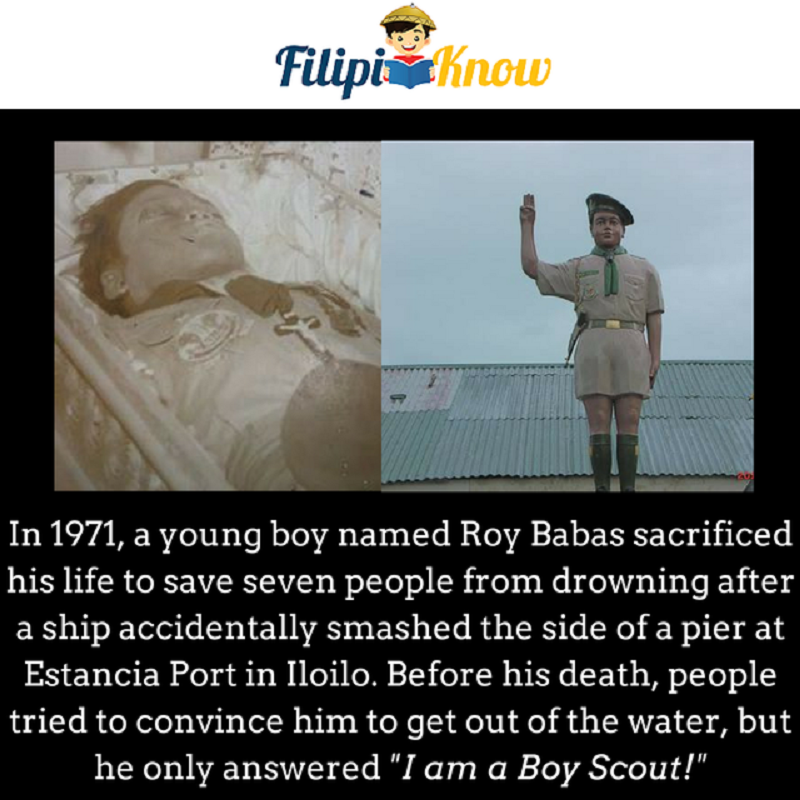 FilipiKnow
In 1971, a young boy named Roy Babas sacrificed
his life to save seven people from drowning after
a ship accidentally smashed the side of a pier at
Estancia Port in Iloilo. Before his death, people
tried to convince him to get out of the water, but
he only answered "I am a Boy Scout!"